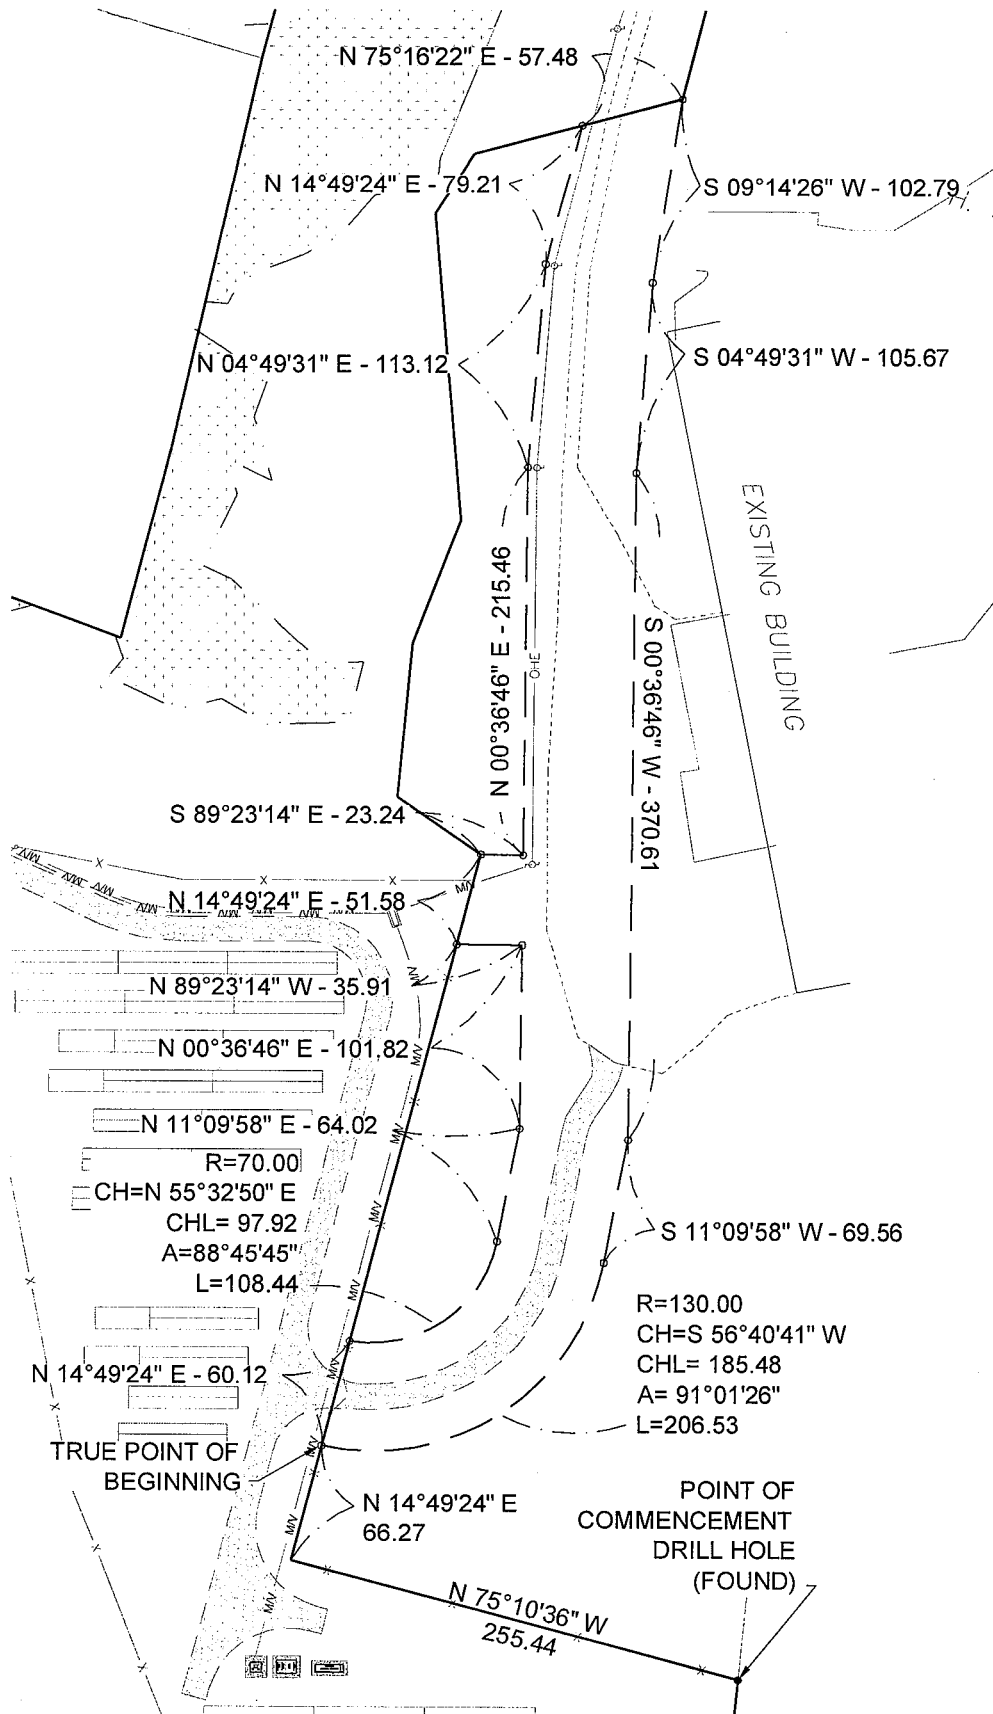 N 75°16'22" E - 57.48
N 14°49'24" E - 79.21
S 09°14'26" W - 102.79
N 04°49'31" E - 113.12
S 04°49'31" W - 105.67
EXISTING BUILDING
N 00°36'46" E - 215.46
OHE
S 00°36'46" W - 370.61
S 89°23'14" E - 23.24
N 14°49'24" E - 51.58
N 89°23'14" W - 35.91
N 00°36'46" E - 101.82
N 11°09'58" E - 64.02
R=70.00
CH=N 55°32'50" E
CHL= 97.92
A=88°45'45"
L=108.44
S 11°09'58" W - 69.56
R=130.00
CH=S 56°40'41" W
CHL= 185.48
A= 91°01'26"
L=206.53
N 14°49'24" E - 60.12
TRUE POINT OF
BEGINNING
N 14°49'24" E
66.27
POINT OF
COMMENCEMENT
DRILL HOLE
(FOUND)
N 75°10'36" W
255.44